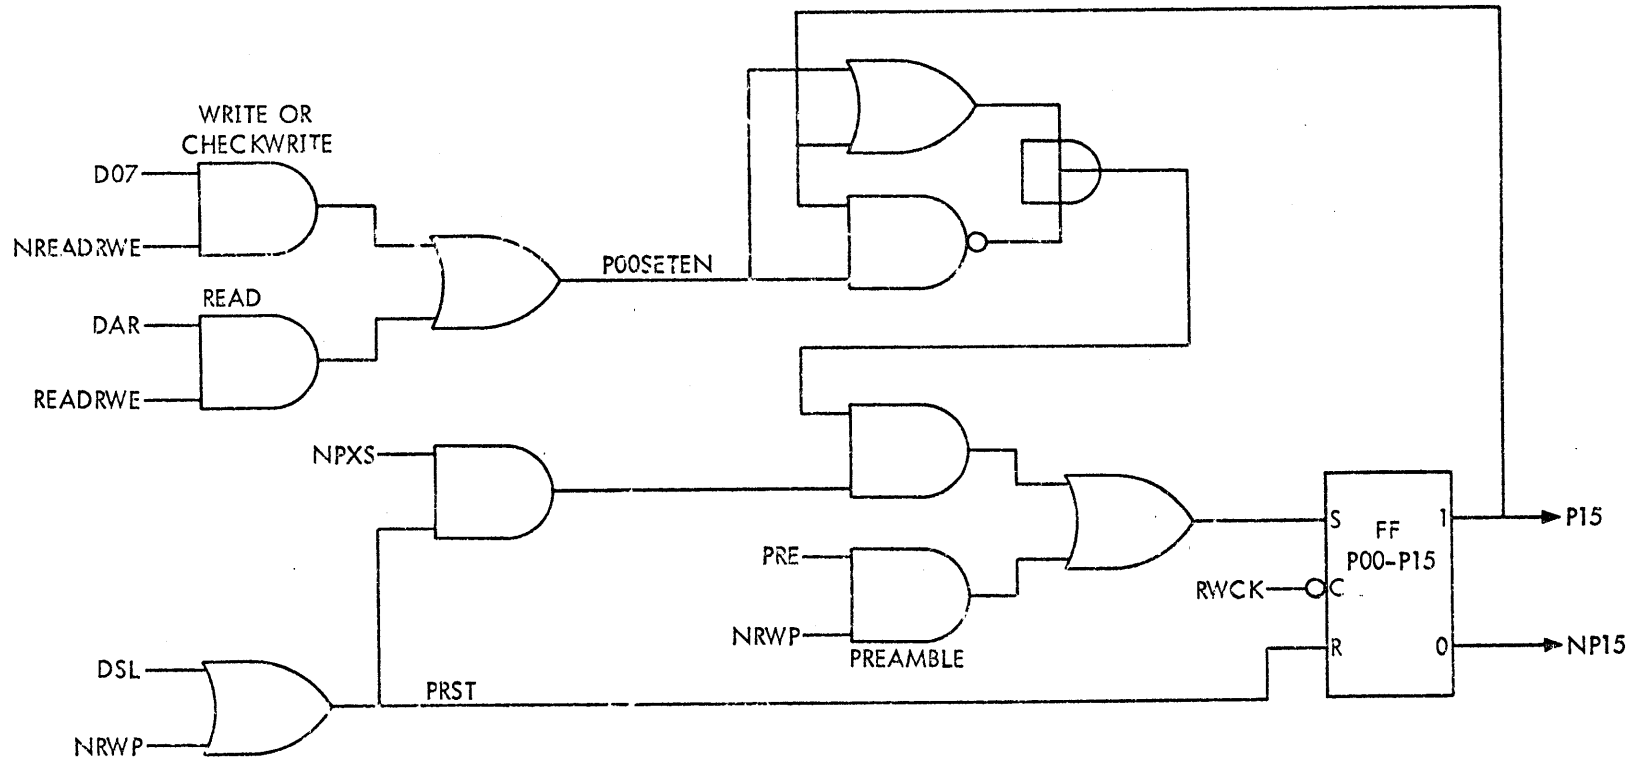 WRITE OR
CHECKWRITE
D07
NREADRWE
P00SETEN
READ
DAR
READRWE
NPXS
S
1
P15
FF
P00-P15
PRE
RWCK
C
NRWP
R
0
NP15
PREAMBLE
DSL
PRST
NRWP